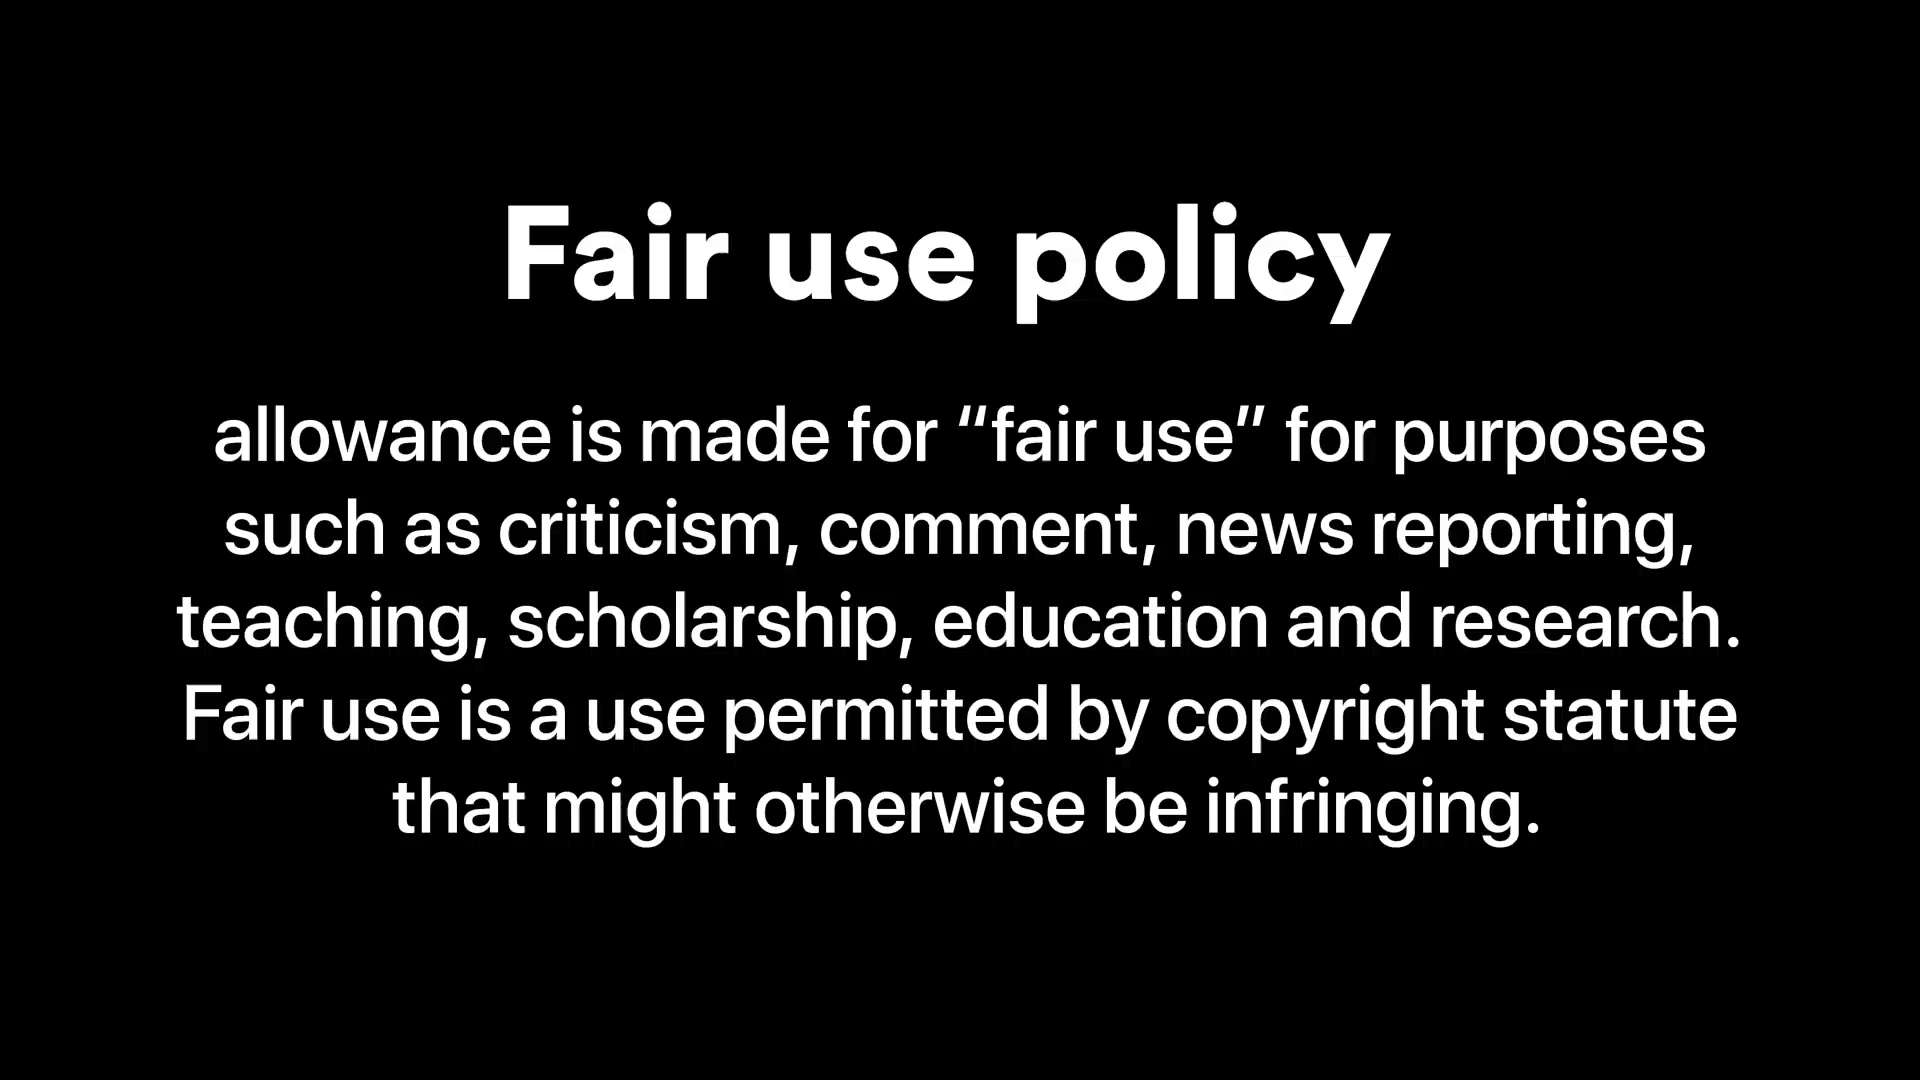 Fair use policy
allowance is made for “fair use” for purposes
such as criticism, comment, news reporting,
teaching, scholarship, education and research.
Fair use is a use permitted by copyright statute
that might otherwise be infringing.